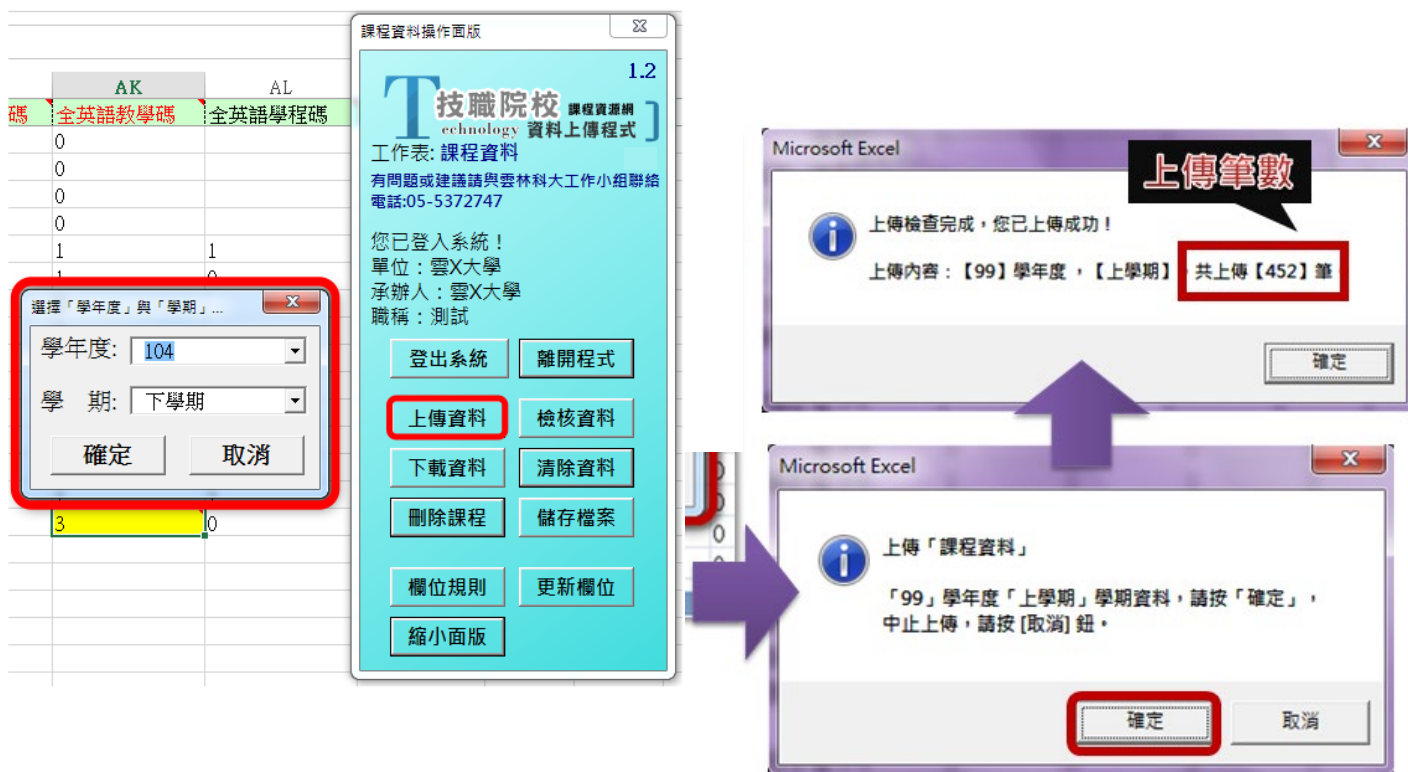 AK
AL
碼
全英語教學碼
全英語學程碼
0
0
0
0
1
1
1
0
3
0
選擇「學年度」與「學期」...
學年度:
104
學 期:
下學期
確定
取消
課程資料操作面版
1.2
技職院校 課程資源網
Technology 資料上傳程式
工作表: 課程資料
有問題或建議請與雲林科大工作小組聯絡
電話:05-5372747
您已登入系統！
單位：雲X大學
承辦人：雲X大學
職稱：測試
登出系統
離開程式
上傳資料
檢核資料
下載資料
清除資料
刪除課程
儲存檔案
欄位規則
更新欄位
縮小面版
0
0
0
Microsoft Excel
上傳筆數
上傳檢查完成，您已上傳成功！
上傳內容：【99】學年度，【上學期】，共上傳【452】筆。
確定
Microsoft Excel
上傳「課程資料」
「99」學年度「上學期」學期資料，請按「確定」，
中止上傳，請按 [取消] 鈕。
確定
取消